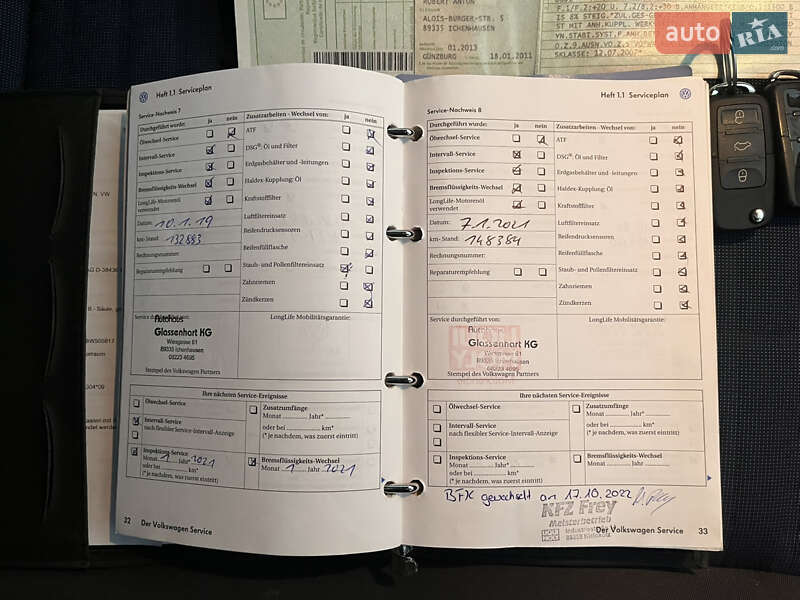 ROBERT ANTON
ALOIS-BURGER-STR. 5
89335 ICHENHAUSEN
01.2013
GÜNZBURG 18.01.2011
auto RIA .com
Heft 1.1 Serviceplan
Service-Nachweis 7
Durchgeführt wurde: ja nein
Zusatzarbeiten - Wechsel von: ja nein
Ölwechsel-Service
Intervall-Service
Inspektions-Service
Bremsflüssigkeits-Wechsel
LongLife-Motorenöl
verwendet
Datum: 10.1.19
km-Stand: 132883
Rechnungsnummer:
Reparaturempfehlung
ATF
DSG®: Öl und Filter
Erdgasbehälter und -leitungen
Haldex-Kupplung: Öl
Kraftstofffilter
Luftfiltereinsatz
Reifendrucksensoren
Reifenfüllflasche
Staub- und Pollenfiltereinsatz
Zahnriemen
Zündkerzen
Service durchgeführt von:
LongLife Mobilitätsgarantie:
Autohaus
Glassenhart KG
89335 Ichenhausen
08223 4095
Stempel des Volkswagen Partners
Ihre nächsten Service-Ereignisse
Ölwechsel-Service
Intervall-Service
nach flexibler Service-Intervall-Anzeige
Inspektions-Service
Monat 1 Jahr* 2021
oder bei km*
(* je nachdem, was zuerst eintritt)
Zusatzumfänge
Monat Jahr*
oder bei km*
(* je nachdem, was zuerst eintritt)
Bremsflüssigkeits-Wechsel
Monat 1 Jahr 2021
32 Der Volkswagen Service
Heft 1.1 Serviceplan
Service-Nachweis 8
Durchgeführt wurde: ja nein
Zusatzarbeiten - Wechsel von: ja nein
Ölwechsel-Service
Intervall-Service
Inspektions-Service
Bremsflüssigkeits-Wechsel
LongLife-Motorenöl
verwendet
Datum: 7.1.2021
km-Stand: 148384
Rechnungsnummer:
Reparaturempfehlung
ATF
DSG®: Öl und Filter
Erdgasbehälter und -leitungen
Haldex-Kupplung: Öl
Kraftstofffilter
Luftfiltereinsatz
Reifendrucksensoren
Reifenfüllflasche
Staub- und Pollenfiltereinsatz
Zahnriemen
Zündkerzen
Service durchgeführt von:
LongLife Mobilitätsgarantie:
Autohaus
Glassenhart KG
89335 Ichenhausen
08223 4095
Stempel des Volkswagen Partners
Ihre nächsten Service-Ereignisse
Ölwechsel-Service
Intervall-Service
nach flexibler Service-Intervall-Anzeige
Inspektions-Service
Monat Jahr*
oder bei km*
(* je nachdem, was zuerst eintritt)
Zusatzumfänge
Monat Jahr*
oder bei km*
(* je nachdem, was zuerst eintritt)
Bremsflüssigkeits-Wechsel
Monat Jahr
BFK gewechselt am 17.10.2022
KFZ Frey
Meisterbetrieb
Der Volkswagen Service 33